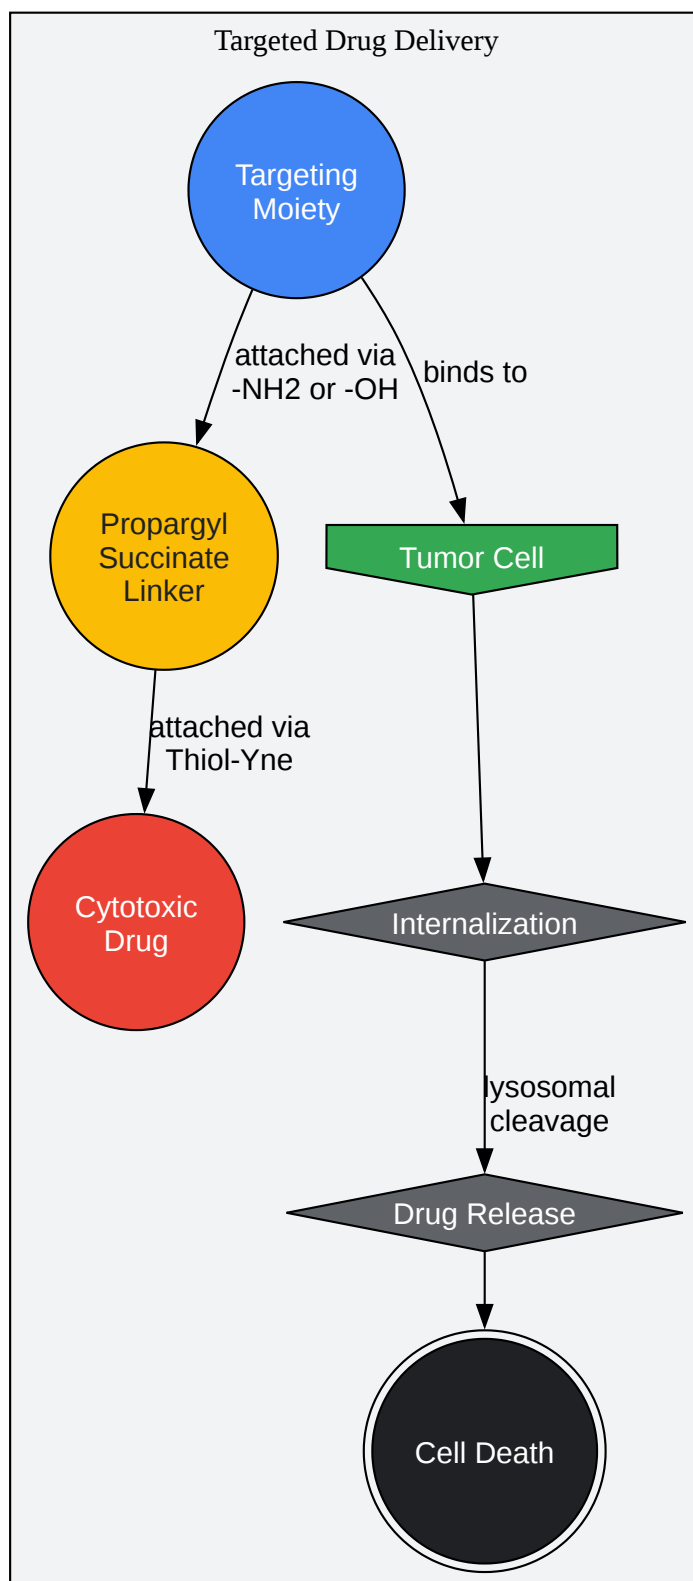 Targeted Drug Delivery
Targeting
Moiety
attached via
-NH2 or -OH
binds to
Propargyl
Succinate
Linker
Tumor Cell
attached via
Thiol-Yne
Cytotoxic
Drug
Internalization
lysosomal
cleavage
Drug Release
Cell Death